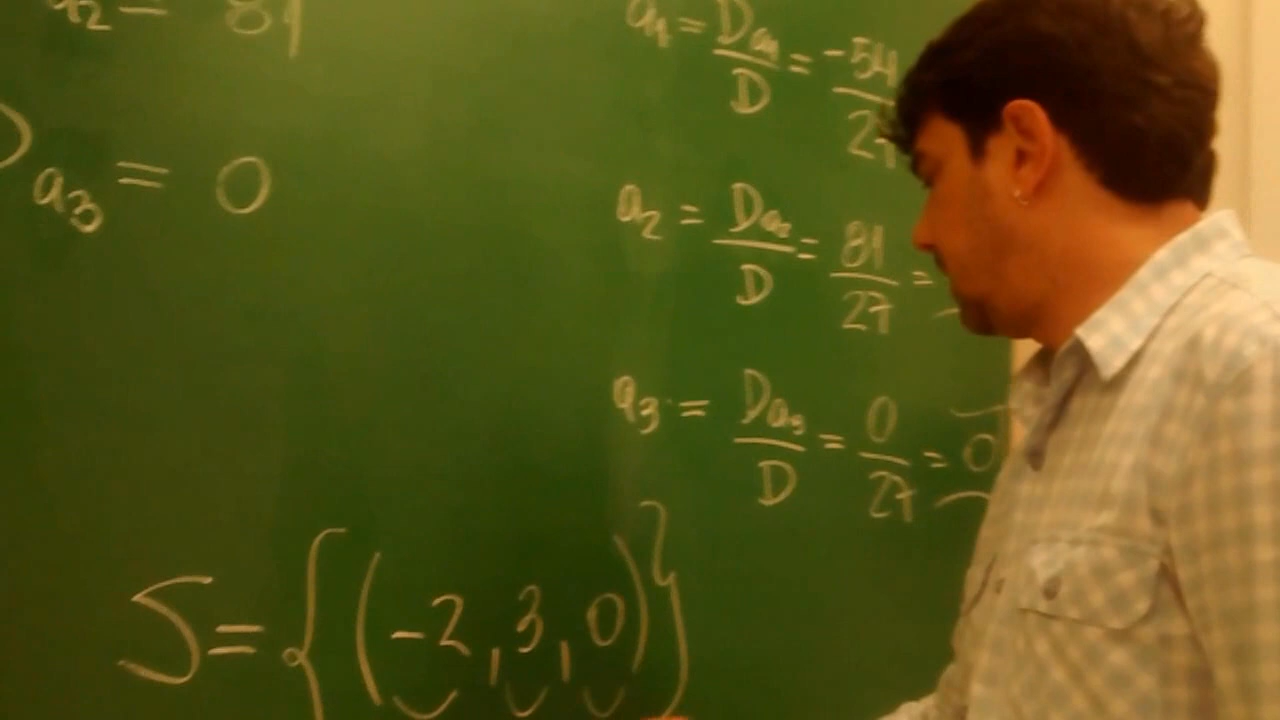 a2 = 81
Da3 = 0
a1 = Da1/D = -54/27
a2 = Da2/D = 81/27 =
a3 = Da3/D = 0/27 = 0
S = {(-2, 3, 0)}